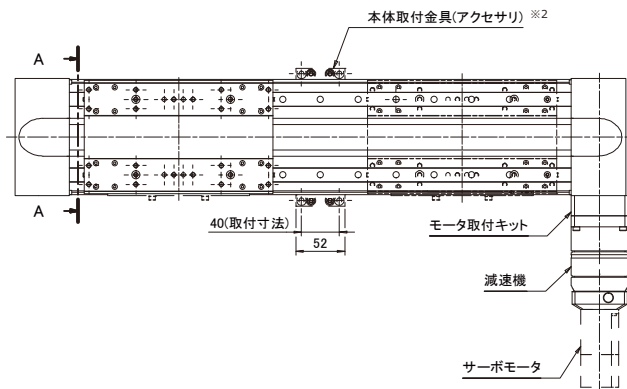 本体取付金具(アクセサリ) ※2
A
A
40(取付寸法)
52
モータ取付キット
減速機
サーボモータ